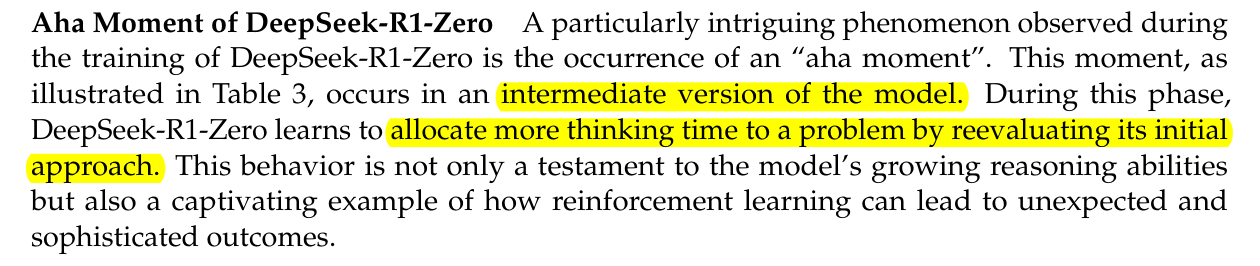 Aha Moment of DeepSeek-R1-Zero A particularly intriguing phenomenon observed during
the training of DeepSeek-R1-Zero is the occurrence of an “aha moment”. This moment, as
illustrated in Table 3, occurs in an intermediate version of the model. During this phase,
DeepSeek-R1-Zero learns to allocate more thinking time to a problem by reevaluating its initial
approach. This behavior is not only a testament to the model’s growing reasoning abilities
but also a captivating example of how reinforcement learning can lead to unexpected and
sophisticated outcomes.